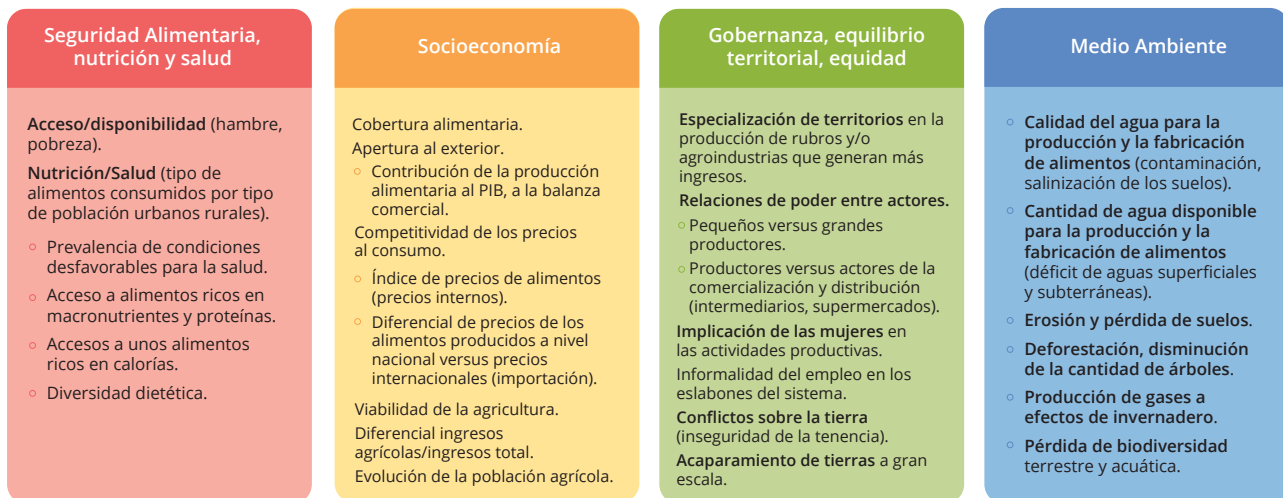 Seguridad Alimentaria,
nutrición y salud
Acceso/disponibilidad (hambre,
pobreza).
Nutrición/Salud (tipo de
alimentos consumidos por tipo
de población urbanos rurales).
○ Prevalencia de condiciones
desfavorables para la salud.
○ Acceso a alimentos ricos en
macronutrientes y proteínas.
○ Accesos a unos alimentos
ricos en calorías.
○ Diversidad dietética.
Socioeconomía
Cobertura alimentaria.
Apertura al exterior.
○ Contribución de la producción
alimentaria al PIB, a la balanza
comercial.
Competitividad de los precios
al consumo.
○ Índice de precios de alimentos
(precios internos).
○ Diferencial de precios de los
alimentos producidos a nivel
nacional versus precios
internacionales (importación).
Viabilidad de la agricultura.
Diferencial ingresos
agrícolas/ingresos total.
Evolución de la población agrícola.
Gobernanza, equilibrio
territorial, equidad
Especialización de territorios en la
producción de rubros y/o
agroindustrias que generan más
ingresos.
Relaciones de poder entre actores.
○ Pequeños versus grandes
productores.
○ Productores versus actores de la
comercialización y distribución
(intermediarios, supermercados).
Implicación de las mujeres en
las actividades productivas.
Informalidad del empleo en los
eslabones del sistema.
Conflictos sobre la tierra
(inseguridad de la tenencia).
Acaparamiento de tierras a gran
escala.
Medio Ambiente
○ Calidad del agua para la
producción y la fabricación
de alimentos (contaminación,
salinización de los suelos).
○ Cantidad de agua disponible
para la producción y la
fabricación de alimentos
(déficit de aguas superficiales
y subterráneas).
○ Erosión y pérdida de suelos.
○ Deforestación, disminución
de la cantidad de árboles.
○ Producción de gases a
efectos de invernadero.
○ Pérdida de biodiversidad
terrestre y acuática.